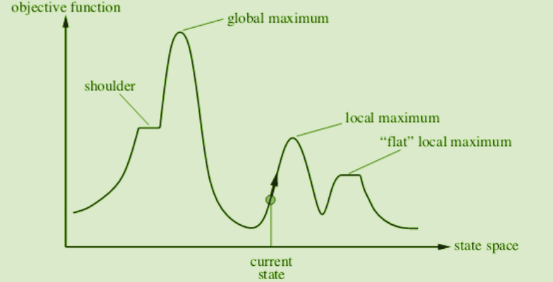 objective function
global maximum
shoulder
local maximum
“flat” local maximum
state space
current
state